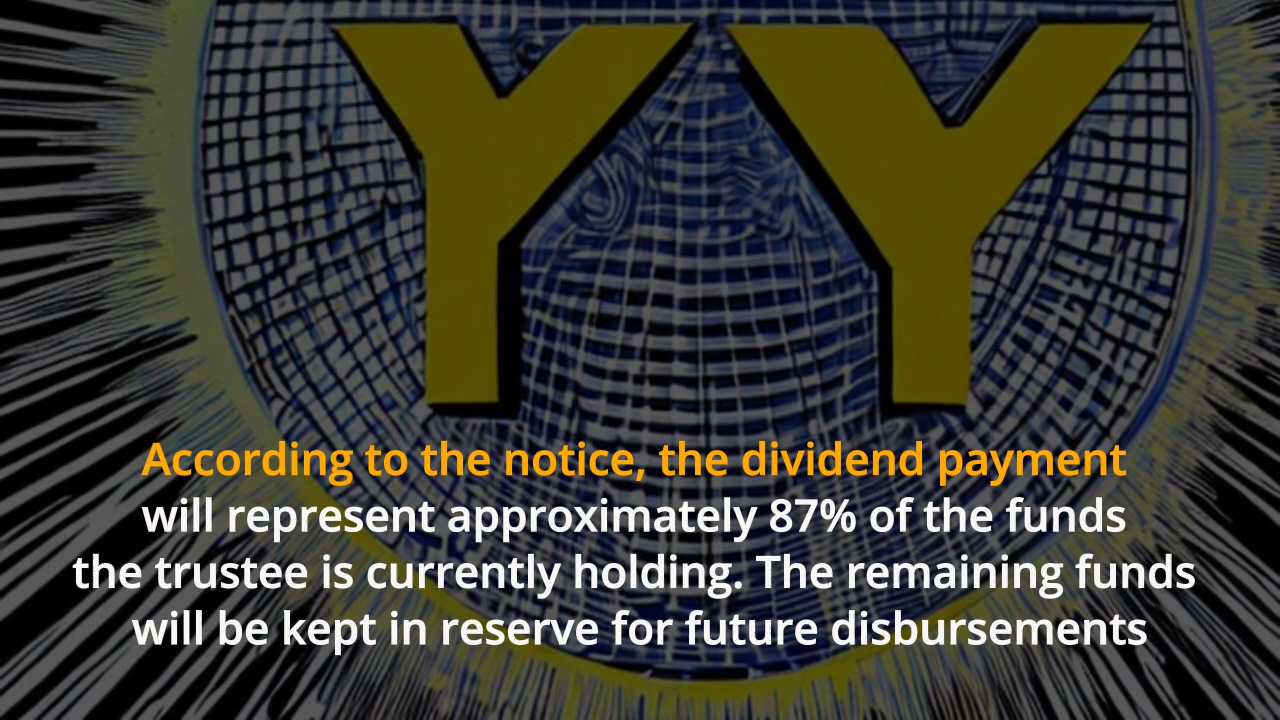 YY
According to the notice, the dividend payment
will represent approximately 87% of the funds
the trustee is currently holding. The remaining funds
will be kept in reserve for future disbursements